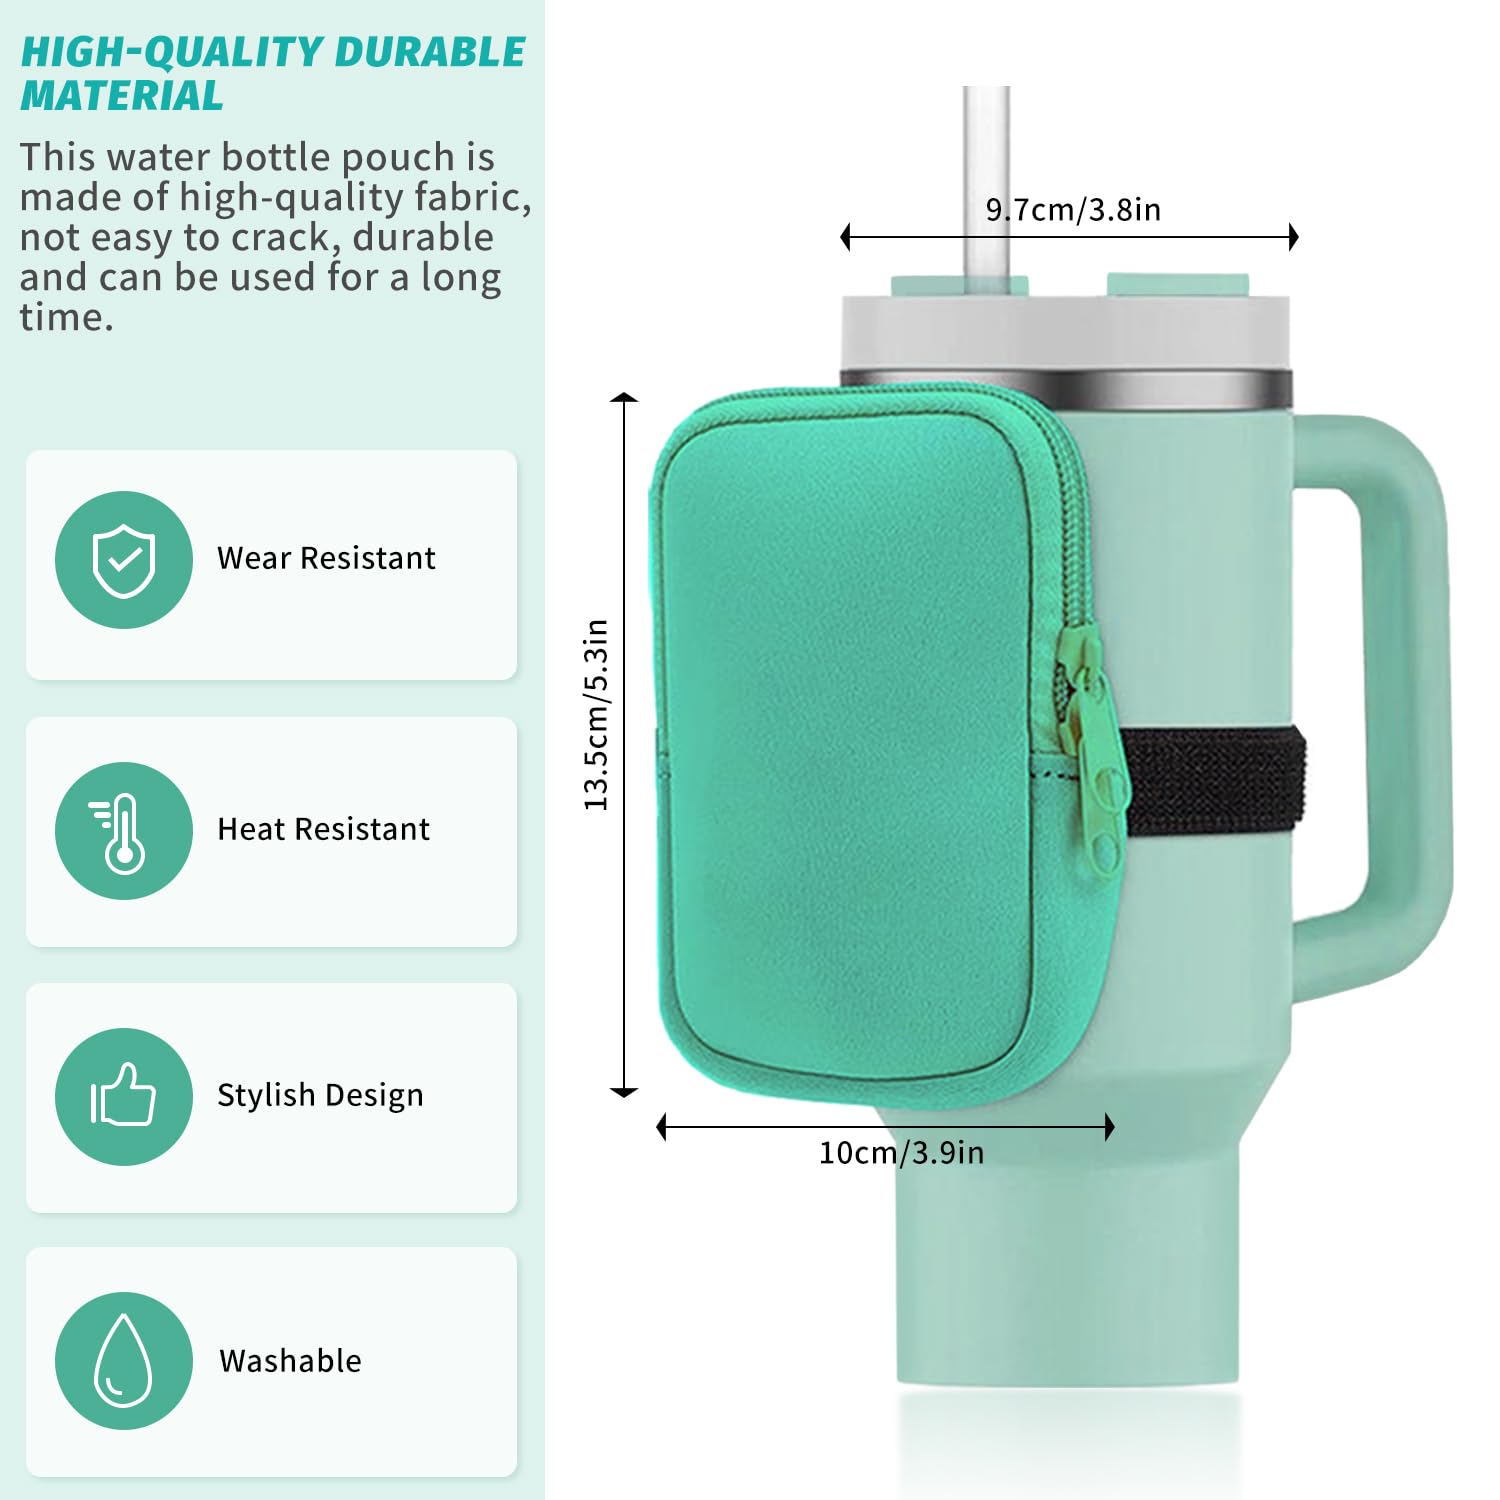 HIGH-QUALITY DURABLE
MATERIAL
This water bottle pouch is
made of high-quality fabric,
not easy to crack, durable
and can be used for a long
time.
Wear Resistant
Heat Resistant
Stylish Design
Washable
9.7cm/3.8in
13.5cm/5.3in
10cm/3.9in